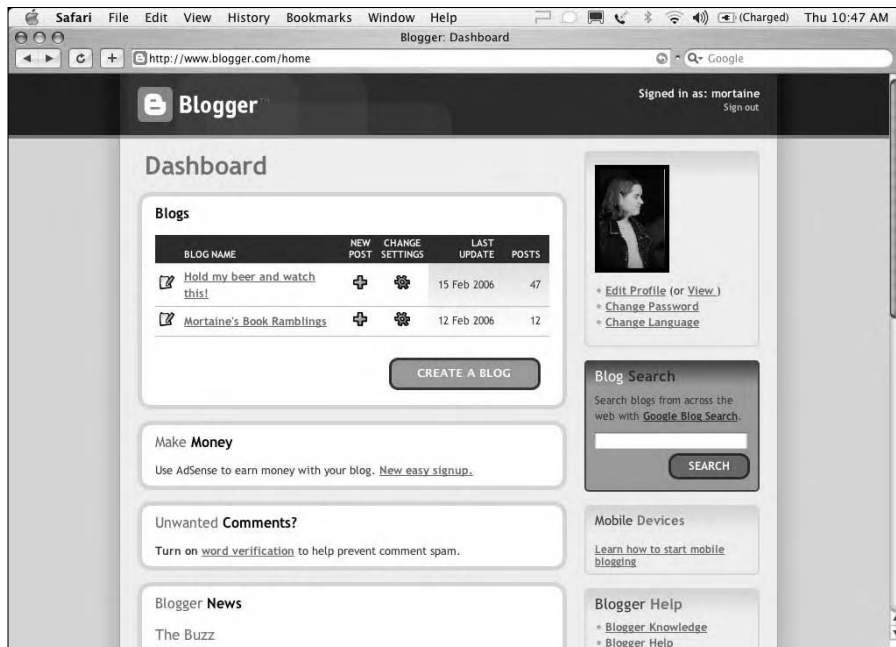 Safari File Edit View History Bookmarks Window Help (Charged) Thu 10:47 AM
Blogger: Dashboard
http://www.blogger.com/home
Google
Blogger
Signed in as: mortaine
Sign out
Dashboard
Blogs
BLOG NAME NEW POST CHANGE SETTINGS LAST UPDATE POSTS
Hold my beer and watch this! 15 Feb 2006 47
Mortaine's Book Ramblings 12 Feb 2006 12
CREATE A BLOG
Make Money
Use AdSense to earn money with your blog. New easy signup.
Unwanted Comments?
Turn on word verification to help prevent comment spam.
Blogger News
The Buzz
Edit Profile (or View )
Change Password
Change Language
Blog Search
Search blogs from across the
web with Google Blog Search.
SEARCH
Mobile Devices
Learn how to start mobile
blogging
Blogger Help
Blogger Knowledge
Blogger Help